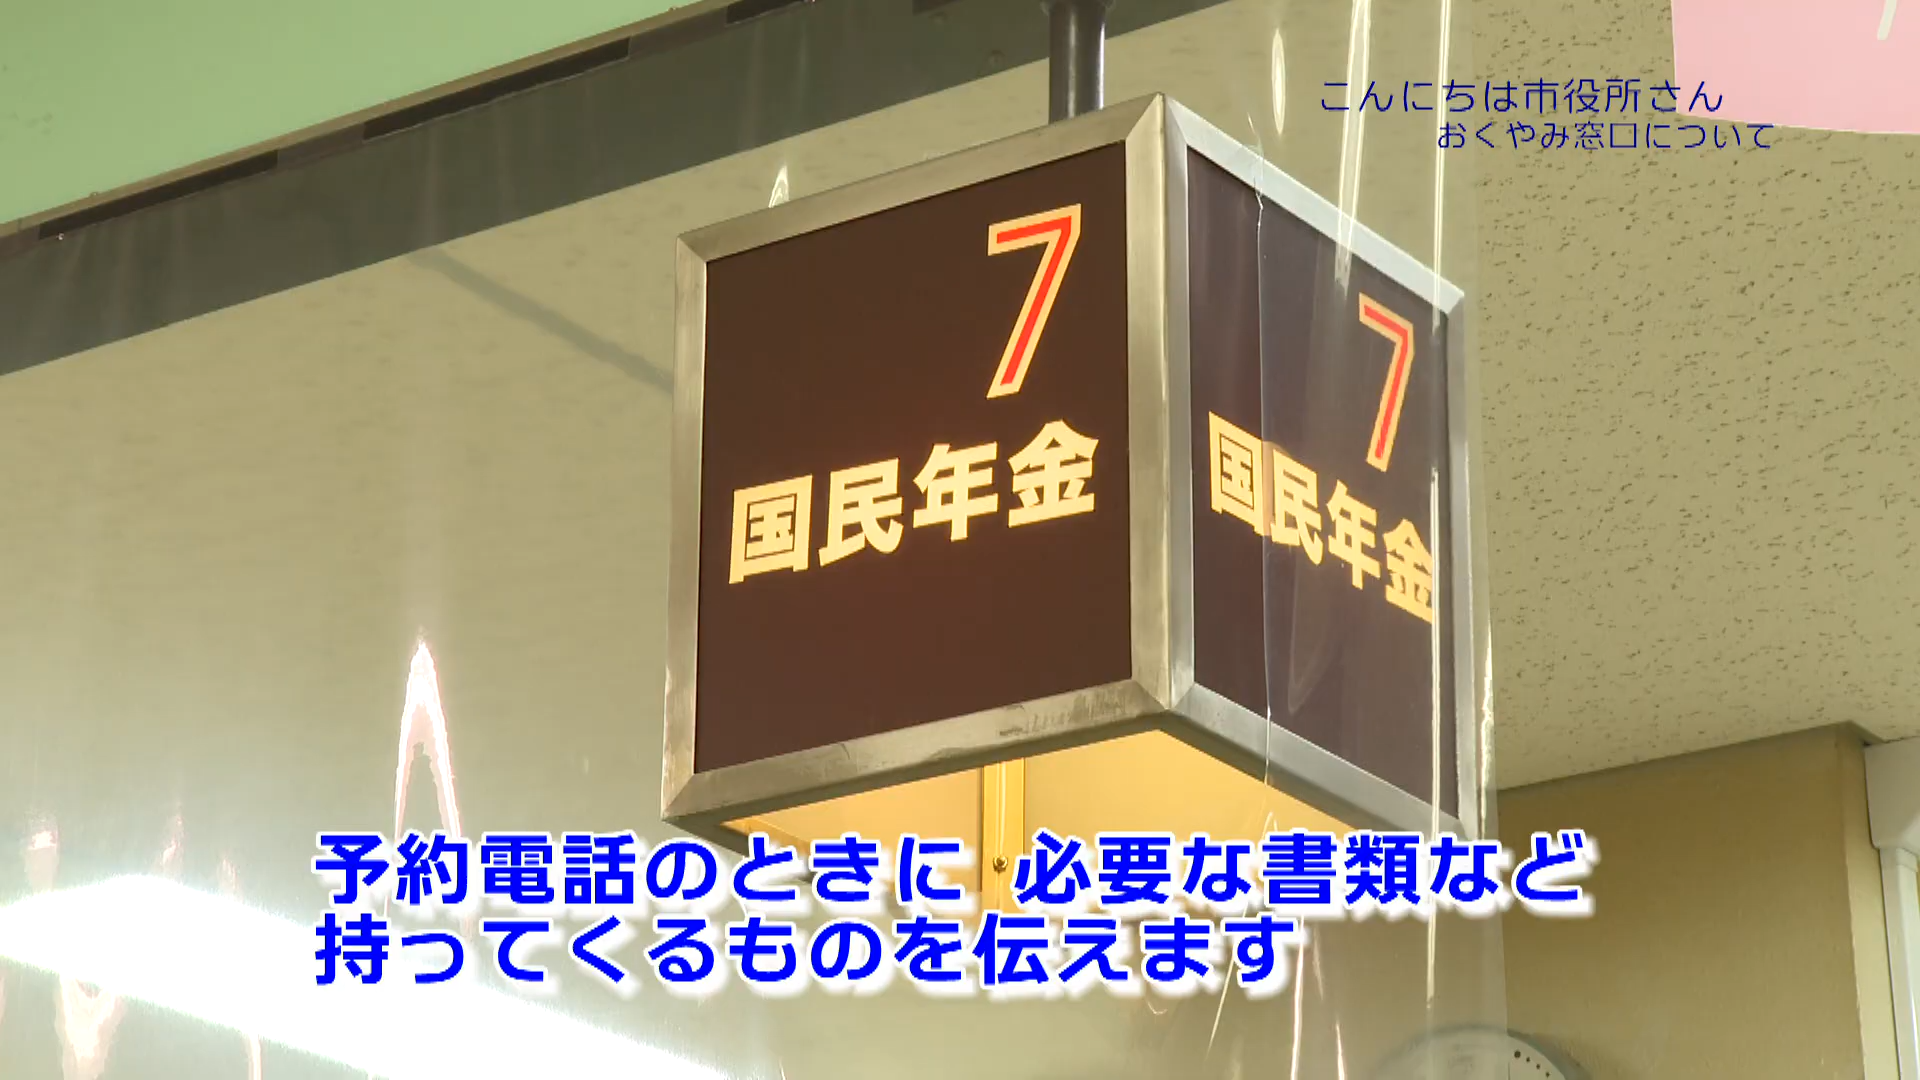 こんにちは市役所さん
おくやみ窓口について
7
国民年金
7
国民年金
予約電話のときに 必要な書類など
持ってくるものを伝えます